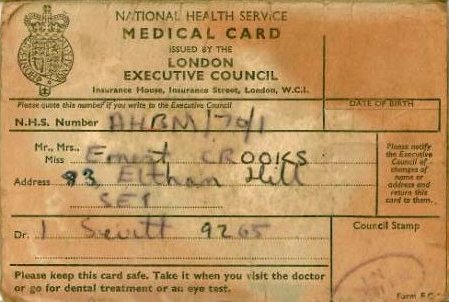 NATIONAL HEALTH SERVICE
MEDICAL CARD
ISSUED BY THE
LONDON
EXECUTIVE COUNCIL
Insurance House, Insurance Street, London, W.C.1.
Please quote this number if you write to the Executive Council
DATE OF BIRTH
N.H.S. Number AHBM/70/1
Mr., Mrs.,
Miss Ernest CROOKS
Address 93 Eltham Hill
SE9
Please notify
the Executive
Council of
changes of
name or
address and
return this
card to them.
Dr. I Sevitt 9265
Council Stamp
Please keep this card safe. Take it when you visit the doctor
or go for dental treatment or an eye test.
Form E.C.